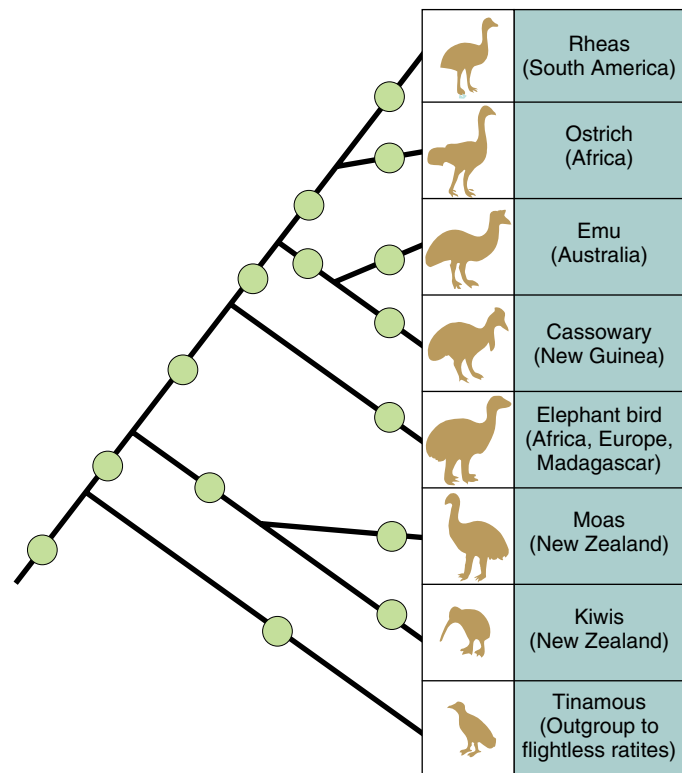 Rheas
(South America)
Ostrich
(Africa)
Emu
(Australia)
Cassowary
(New Guinea)
Elephant bird
(Africa, Europe,
Madagascar)
Moas
(New Zealand)
Kiwis
(New Zealand)
Tinamous
(Outgroup to
flightless ratites)